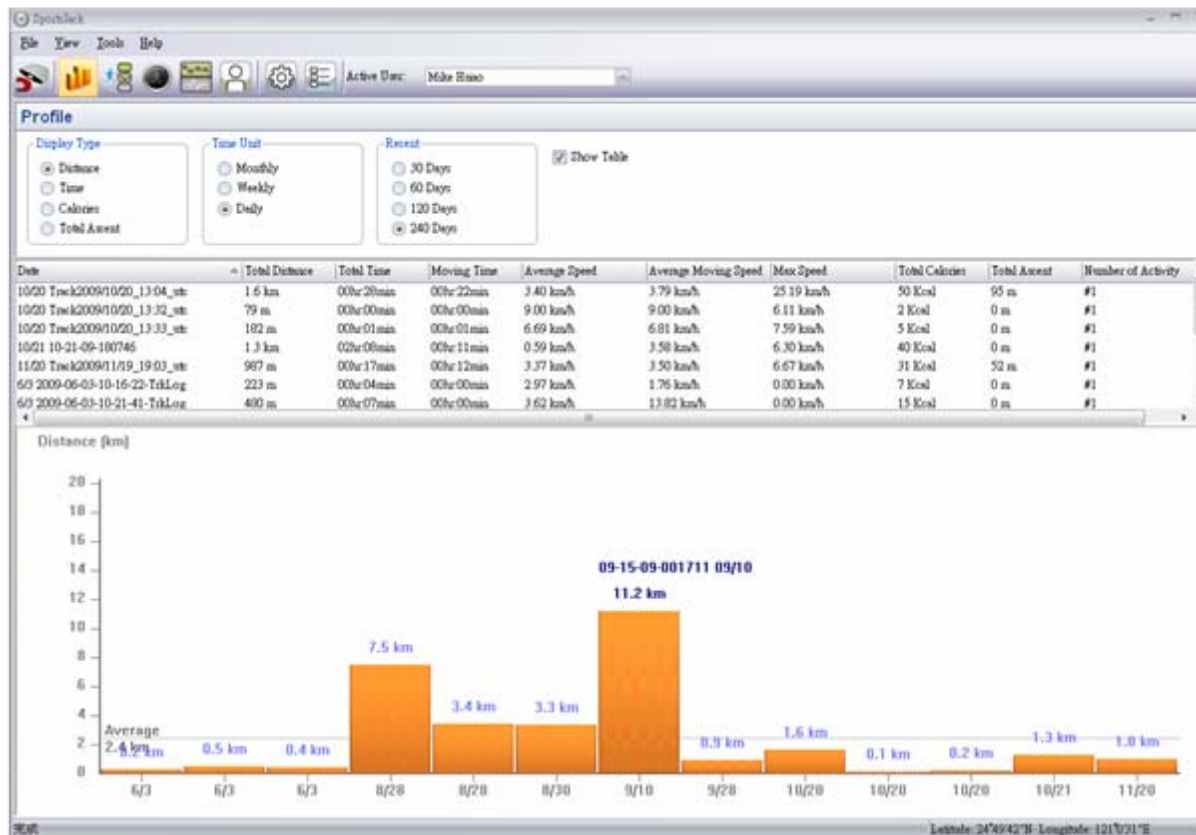 SportsJack
File View Tools Help
Active User: Mike Hsiao
Profile
Display Type
Distance
Time
Calories
Total Ascent
Time Unit
Monthly
Weekly
Daily
Recent
30 Days
60 Days
120 Days
240 Days
Show Table
Date Total Distance Total Time Moving Time Average Speed Average Moving Speed Max Speed Total Calories Total Ascent Number of Activity
10/20 Track2009/10/20_13:04_utc 1.6 km 00hr:28min 00hr:22min 3.40 km/h 3.79 km/h 25.19 km/h 50 Kcal 95 m #1
10/20 Track2009/10/20_13:32_utc 79 m 00hr:00min 00hr:00min 9.00 km/h 9.00 km/h 6.11 km/h 2 Kcal 0 m #1
10/20 Track2009/10/20_13:33_utc 182 m 00hr:01min 00hr:01min 6.69 km/h 6.81 km/h 7.59 km/h 5 Kcal 0 m #1
10/21 10-21-09-180746 1.3 km 02hr:08min 00hr:11min 0.59 km/h 3.58 km/h 6.30 km/h 40 Kcal 0 m #1
11/20 Track2009/11/19_19:03_utc 987 m 00hr:17min 00hr:12min 3.37 km/h 3.50 km/h 6.67 km/h 31 Kcal 52 m #1
6/3 2009-06-03-10-16-22-TrkLog 223 m 00hr:04min 00hr:00min 2.97 km/h 1.76 km/h 0.00 km/h 7 Kcal 0 m #1
6/3 2009-06-03-10-21-41-TrkLog 480 m 00hr:07min 00hr:00min 3.62 km/h 13.82 km/h 0.00 km/h 15 Kcal 0 m #1
Distance (km)
20
18
16
14
12
10
8
6
4
2
0
Average
2.4 km
09-15-09-001711 09/10
11.2 km
0.2 km 0.5 km 0.4 km 7.5 km 3.4 km 3.3 km 0.9 km 1.6 km 0.1 km 0.2 km 1.3 km 1.0 km
6/3 6/3 6/3 8/28 8/28 8/30 9/10 9/28 10/20 10/20 10/20 10/21 11/20
完成
Latitude: 24°49'42"N Longitude: 121°0'31"E